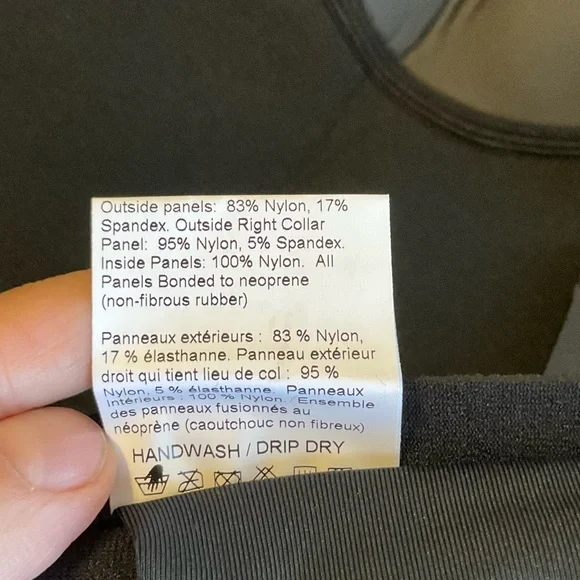 Outside panels: 83% Nylon, 17%
Spandex. Outside Right Collar
Panel: 95% Nylon, 5% Spandex.
Inside Panels: 100% Nylon. All
Panels Bonded to neoprene
(non-fibrous rubber)
Panneaux extérieurs : 83 % Nylon,
17 % élasthanne. Panneau extérieur
droit qui tient lieu de col : 95 %
Nylon, 5 % élasthanne. Panneaux
intérieurs : 100 % Nylon. / Ensemble
des panneaux fusionnés au
néoprène (caoutchouc non fibreux)
HANDWASH / DRIP DRY